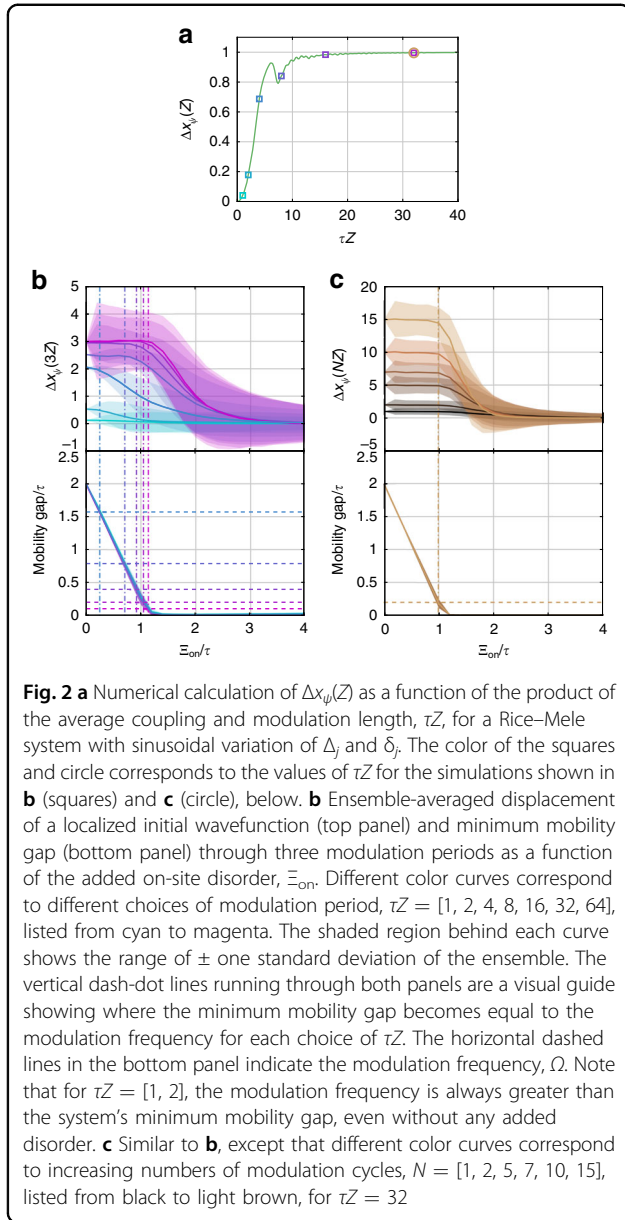 a
1
0.8
0.6
0.4
0.2
0
Δxψ(Z)
0 10 20 30 40
τZ
b
5
4
3
2
1
0
−1
Δxψ(3Z)
2.5
2
1.5
1
0.5
0
Mobility gap/τ
0 1 2 3 4
Ξon/τ
c
20
15
10
5
0
−5
Δxψ(NZ)
2.5
2
1.5
1
0.5
0
Mobility gap/τ
0 1 2 3 4
Ξon/τ
Fig. 2 a Numerical calculation of Δxψ(Z) as a function of the product of
the average coupling and modulation length, τZ, for a Rice–Mele
system with sinusoidal variation of Δj and δj. The color of the squares
and circle corresponds to the values of τZ for the simulations shown in
b (squares) and c (circle), below. b Ensemble-averaged displacement
of a localized initial wavefunction (top panel) and minimum mobility
gap (bottom panel) through three modulation periods as a function
of the added on-site disorder, Ξon. Different color curves correspond
to different choices of modulation period, τZ = [1, 2, 4, 8, 16, 32, 64],
listed from cyan to magenta. The shaded region behind each curve
shows the range of ± one standard deviation of the ensemble. The
vertical dash-dot lines running through both panels are a visual guide
showing where the minimum mobility gap becomes equal to the
modulation frequency for each choice of τZ. The horizontal dashed
lines in the bottom panel indicate the modulation frequency, Ω. Note
that for τZ = [1, 2], the modulation frequency is always greater than
the system's minimum mobility gap, even without any added
disorder. c Similar to b, except that different color curves correspond
to increasing numbers of modulation cycles, N = [1, 2, 5, 7, 10, 15],
listed from black to light brown, for τZ = 32